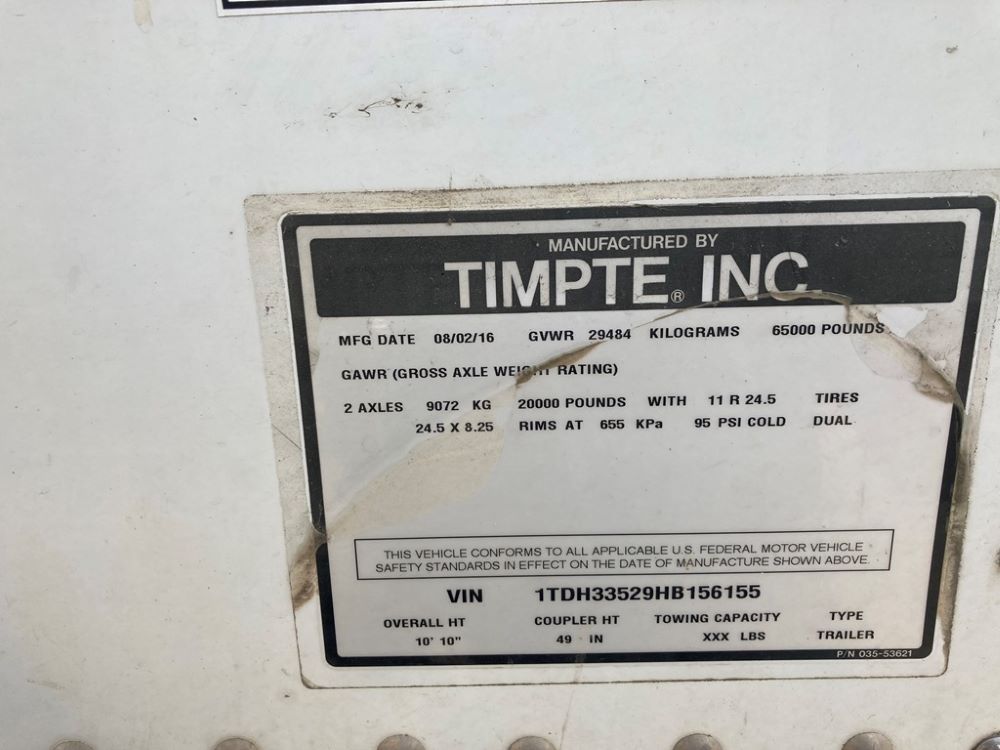 MANUFACTURED BY
TIMPTE® INC.
MFG DATE 08/02/16 GVWR 29484 KILOGRAMS 65000 POUNDS
GAWR (GROSS AXLE WEIGHT RATING)
2 AXLES 9072 KG 20000 POUNDS WITH 11 R 24.5 TIRES
24.5 X 8.25 RIMS AT 655 KPa 95 PSI COLD DUAL
THIS VEHICLE CONFORMS TO ALL APPLICABLE U.S. FEDERAL MOTOR VEHICLE
SAFETY STANDARDS IN EFFECT ON THE DATE OF MANUFACTURE SHOWN ABOVE.
VIN 1TDH33529HB156155
OVERALL HT COUPLER HT TOWING CAPACITY TYPE
10' 10" 49 IN XXX LBS TRAILER
P/N 035-53621